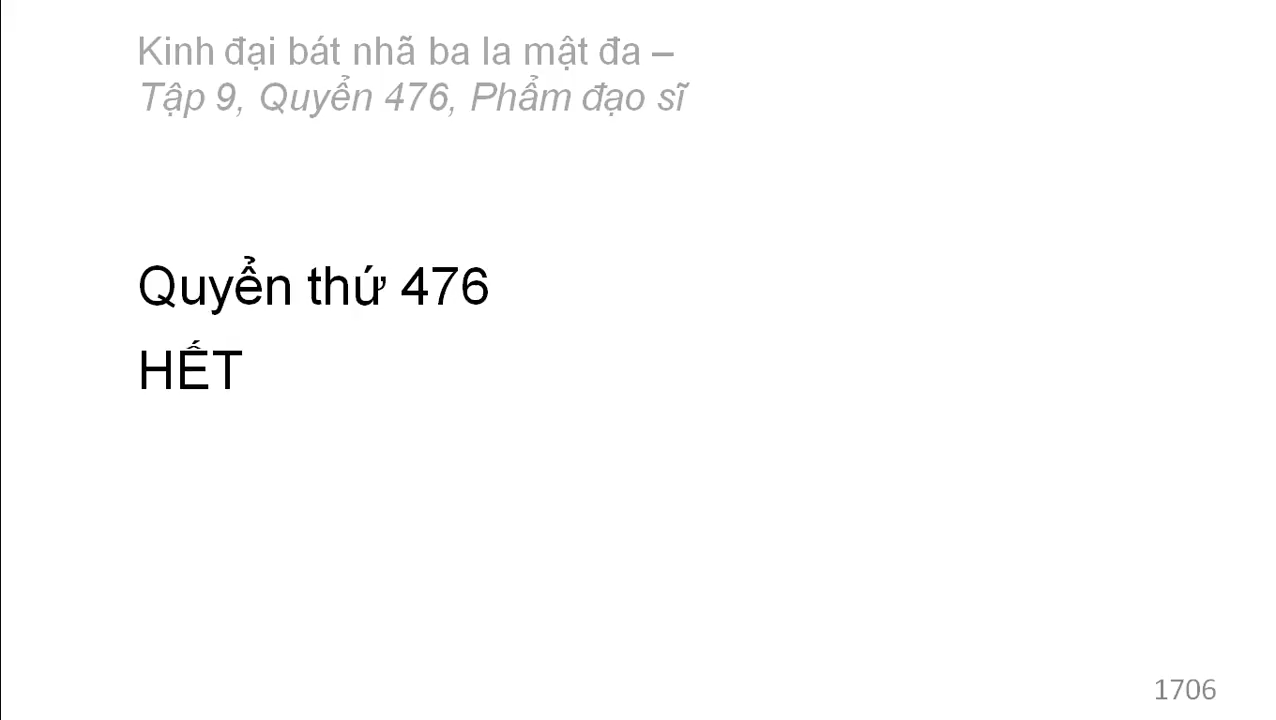 Kinh đại bát nhã ba la mật đa –
Tập 9, Quyển 476, Phẩm đạo sĩ
Quyển thứ 476
HẾT
1706